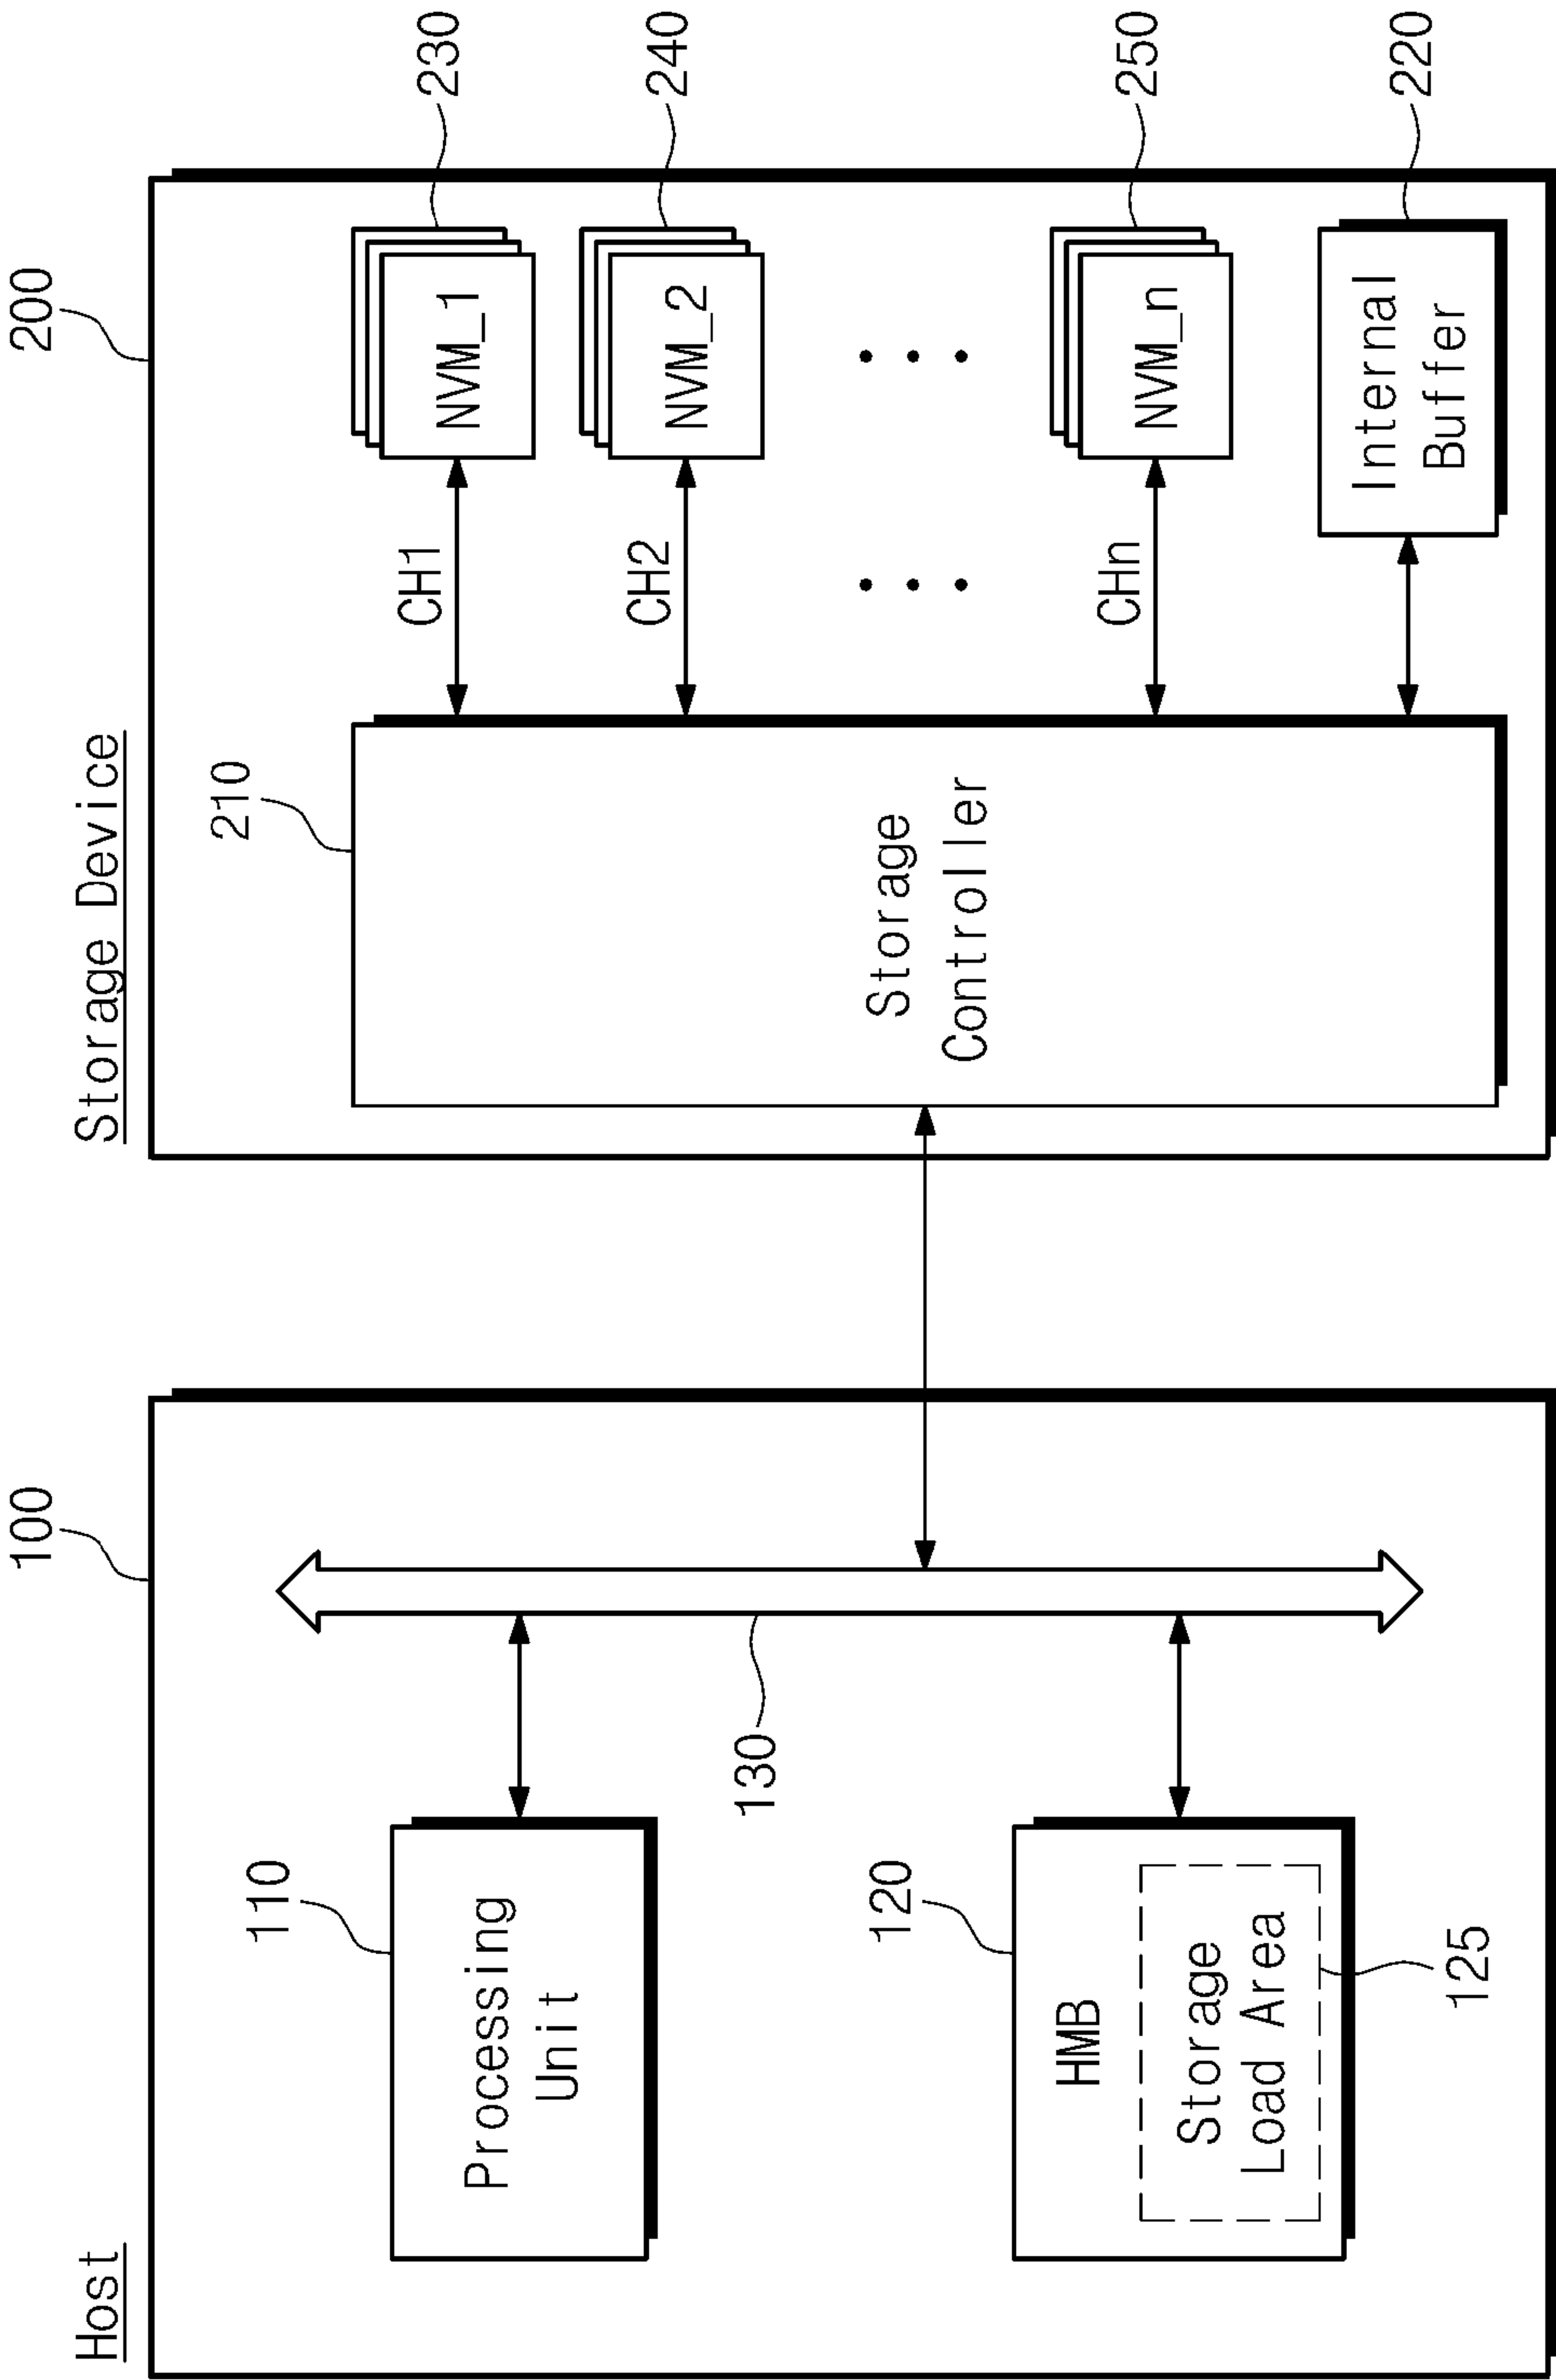 Host
100
110
Processing
Unit
130
120
HMB
Storage
Load Area
125
Storage Device
200
210
Storage
Controller
CH1
NVM_1
230
CH2
NVM_2
240
CHn
NVM_n
250
Internal
Buffer
220